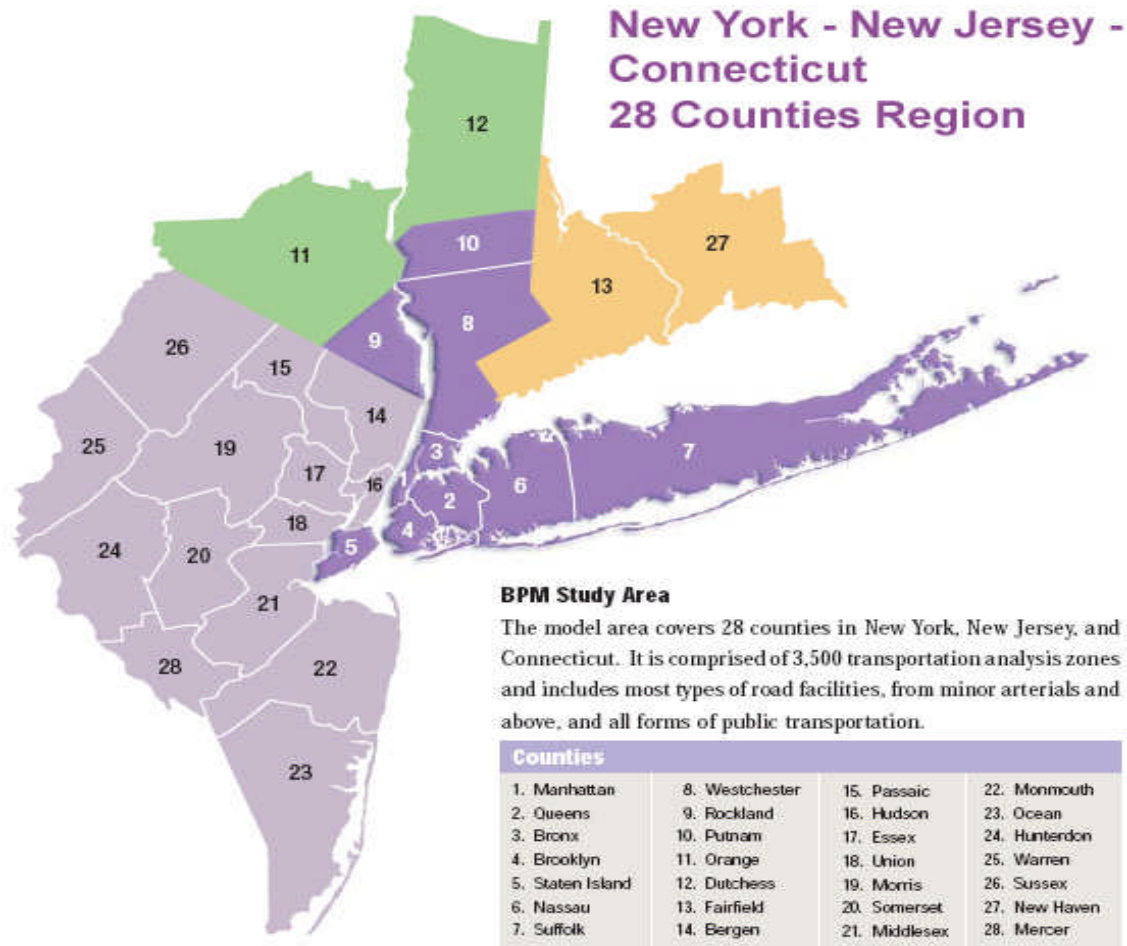 New York - New Jersey -
Connecticut
28 Counties Region
12
11
10
27
13
8
9
26
15
14
7
25
19
3
17
6
16
1
2
18
4
24
20
5
21
28
22
23
BPM Study Area
The model area covers 28 counties in New York, New Jersey, and
Connecticut. It is comprised of 3,500 transportation analysis zones
and includes most types of road facilities, from minor arterials and
above, and all forms of public transportation.
Counties
1. Manhattan
2. Queens
3. Bronx
4. Brooklyn
5. Staten Island
6. Nassau
7. Suffolk
8. Westchester
9. Rockland
10. Putnam
11. Orange
12. Dutchess
13. Fairfield
14. Bergen
15. Passaic
16. Hudson
17. Essex
18. Union
19. Morris
20. Somerset
21. Middlesex
22. Monmouth
23. Ocean
24. Hunterdon
25. Warren
26. Sussex
27. New Haven
28. Mercer